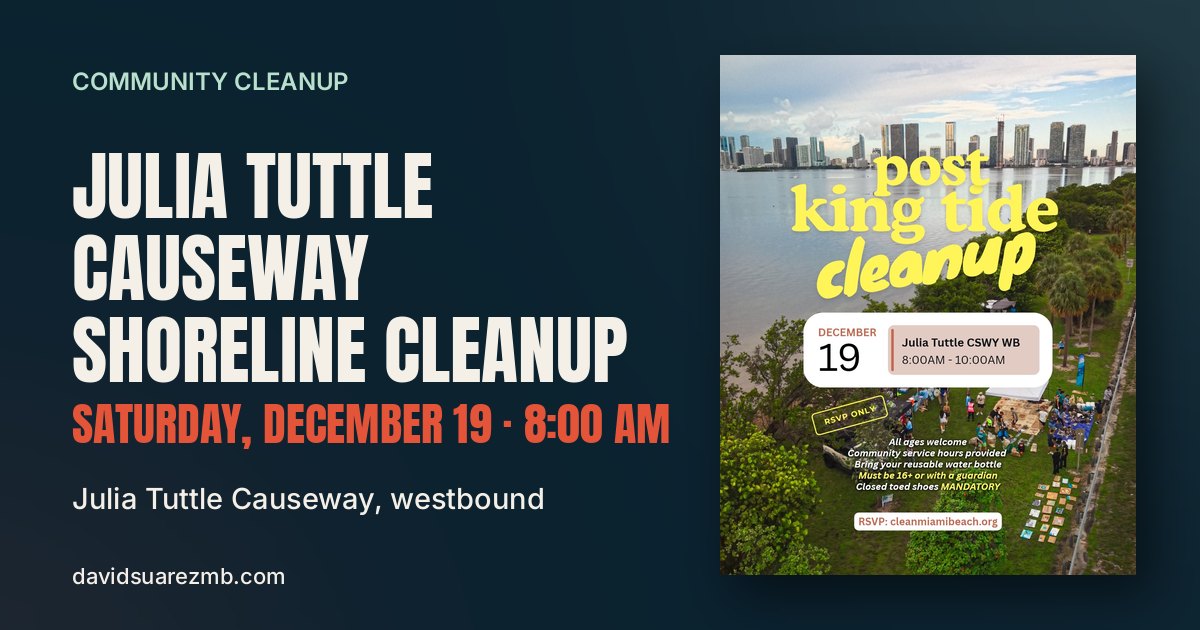 COMMUNITY CLEANUP
JULIA TUTTLE
CAUSEWAY
SHORELINE CLEANUP
SATURDAY, DECEMBER 19 · 8:00 AM
Julia Tuttle Causeway, westbound
davidsuarezmb.com
post
king tide
cleanup
DECEMBER
19
Julia Tuttle CSWY WB
8:00AM - 10:00AM
RSVP ONLY
All ages welcome
Community service hours provided
Bring your reusable water bottle
Must be 16+ or with a guardian
Closed toed shoes MANDATORY
RSVP: cleanmiamibeach.org